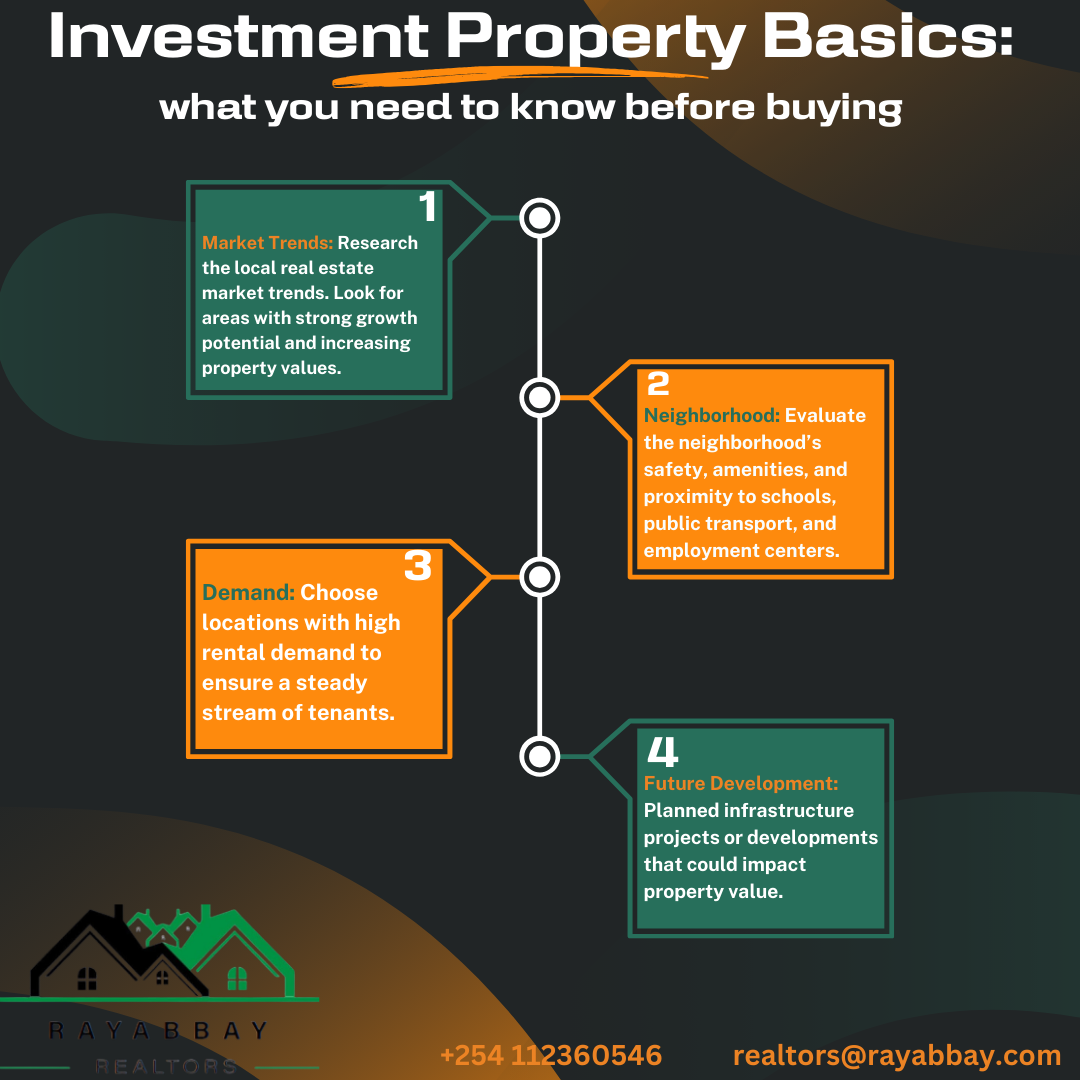 Investment Property Basics:
what you need to know before buying
1
Market Trends: Research
the local real estate
market trends. Look for
areas with strong growth
potential and increasing
property values.
2
Neighborhood: Evaluate
the neighborhood's
safety, amenities, and
proximity to schools,
public transport, and
employment centers.
3
Demand: Choose
locations with high
rental demand to
ensure a steady
stream of tenants.
4
Future Development:
Planned infrastructure
projects or developments
that could impact
property value.
RAYABBAY
REALTORS
+254 112360546
realtors@rayabbay.com